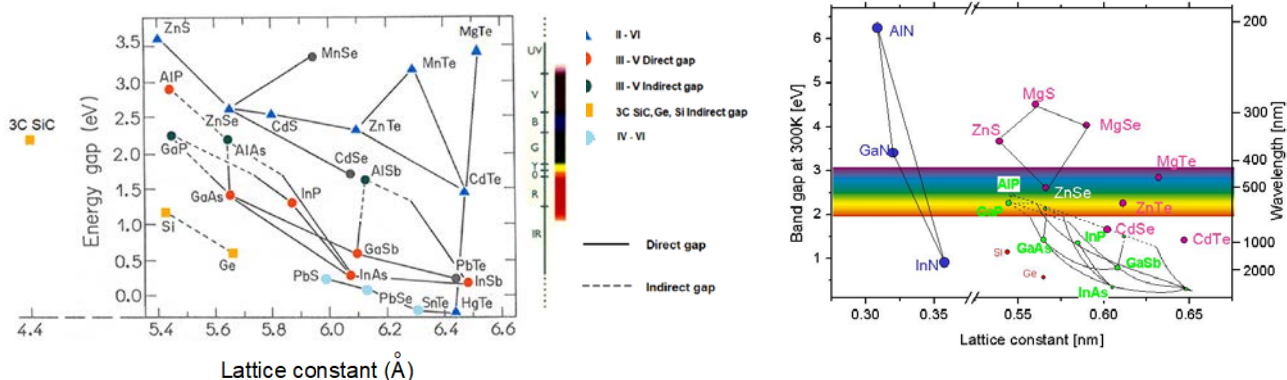 ZnS
MgTe
MnSe
MnTe
AlP
ZnSe
CdS
ZnTe
3C SiC
GaP
AlAs
CdSe
AlSb
CdTe
GaAs
InP
Si
Ge
GaSb
PbTe
PbS
InAs
InSb
PbSe
SnTe
HgTe
Energy gap (eV)
3.5
3.0
2.5
2.0
1.5
1.0
0.5
0.0
4.4
5.4
5.6
5.8
6.0
6.2
6.4
6.6
Lattice constant (Å)
II - VI
III - V Direct gap
III - V Indirect gap
3C SiC,Ge, Si Indirect gap
IV - VI
Direct gap
Indirect gap
UV
V
B
G
Y
O
R
IR
Band gap at 300K [eV]
6
5
4
3
2
1
AlN
GaN
InN
MgS
ZnS
MgSe
MgTe
AlP
ZnSe
GaP
ZnTe
InP
CdSe
GaAs
CdTe
Si
Ge
GaSb
InAs
200
300
400
600
1000
2000
Wavelength [nm]
0.30
0.35
0.55
0.60
0.65
Lattice constant [nm]